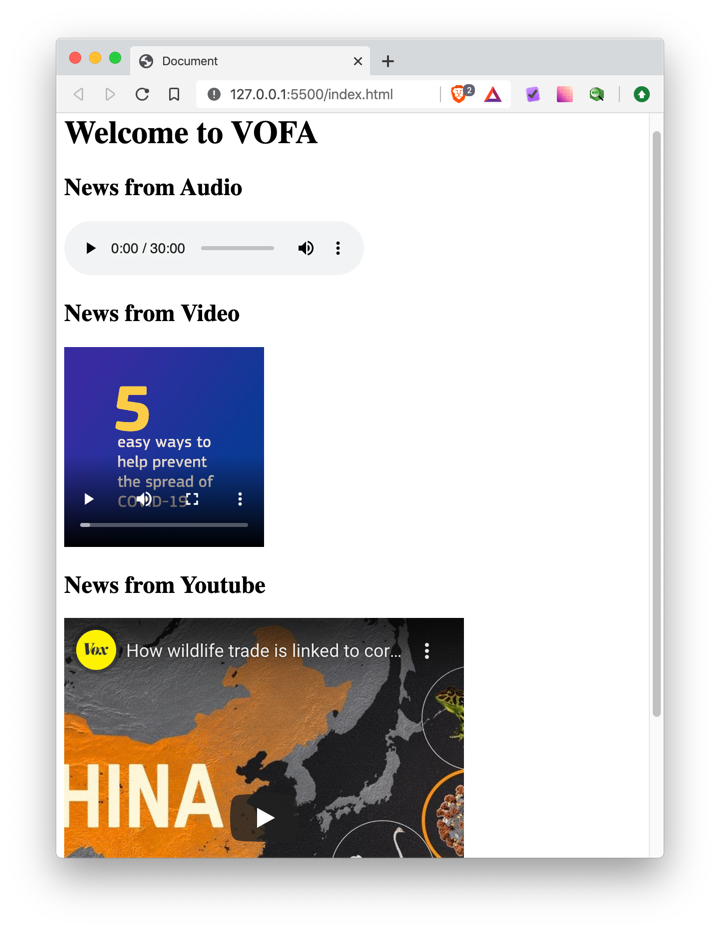 Document
2
127.0.0.1:5500/index.html
Welcome to VOFA
News from Audio
0:00 / 30:00
News from Video
5
easy ways to
help prevent
the spread of
COVID-19
News from Youtube
Vox
How wildlife trade is linked to cor...
HINA